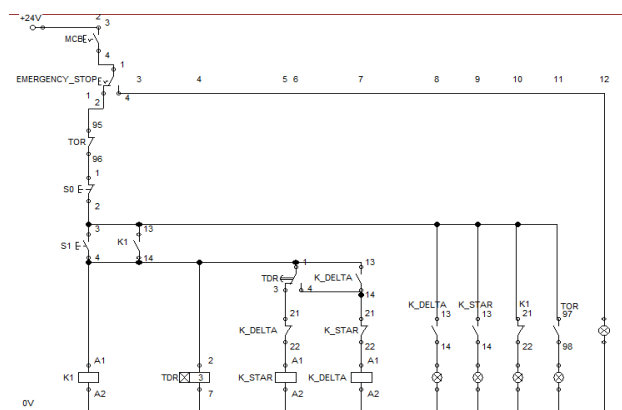 +24V 2 3
MCB
4
1
EMERGENCY_STOP 3 4 5 6 7 8 9 10 11 12
1 2 4
95
TOR
96
1
S0
2
3 13
S1 K1
4 14
1 13
TDR K_DELTA
3 4 14
K_DELTA K_STAR K1 TOR
13 13 21 97
21 21
K_DELTA K_STAR
22 22 14 14 22 98
A1 2 A1 A1
K1 TDR 3 K_STAR K_DELTA
A2 7 A2 A2
0V